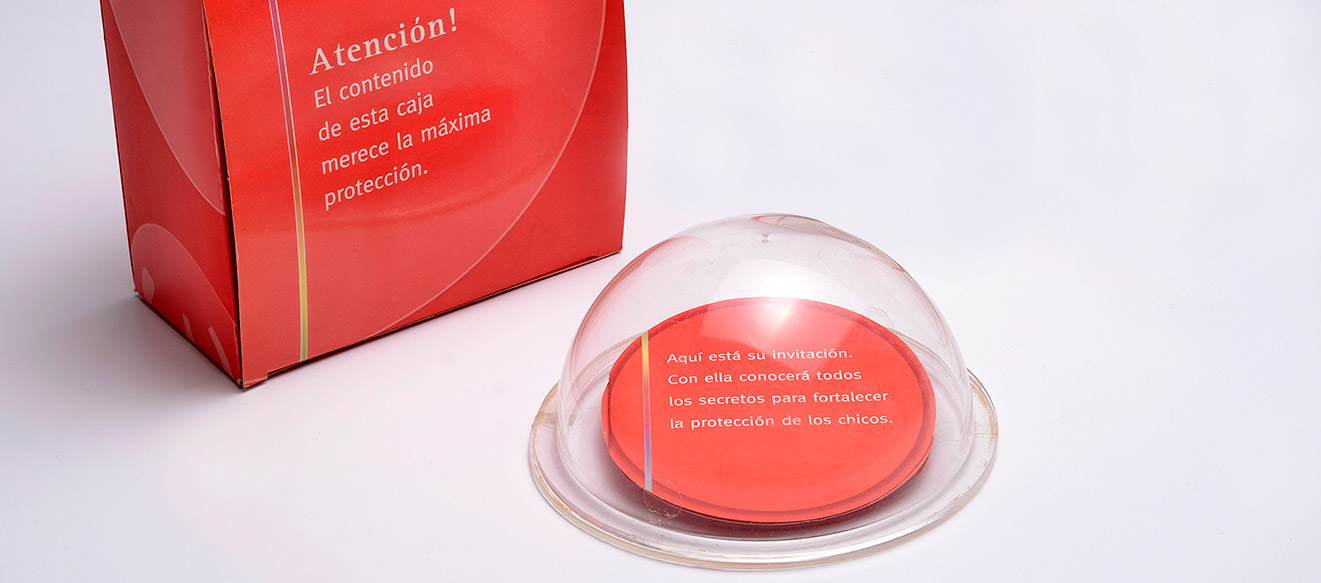 Atención!
El contenido
de esta caja
merece la máxima
protección.
Aquí está su invitación.
Con ella conocerá todos
los secretos para fortalecer
la protección de los chicos.